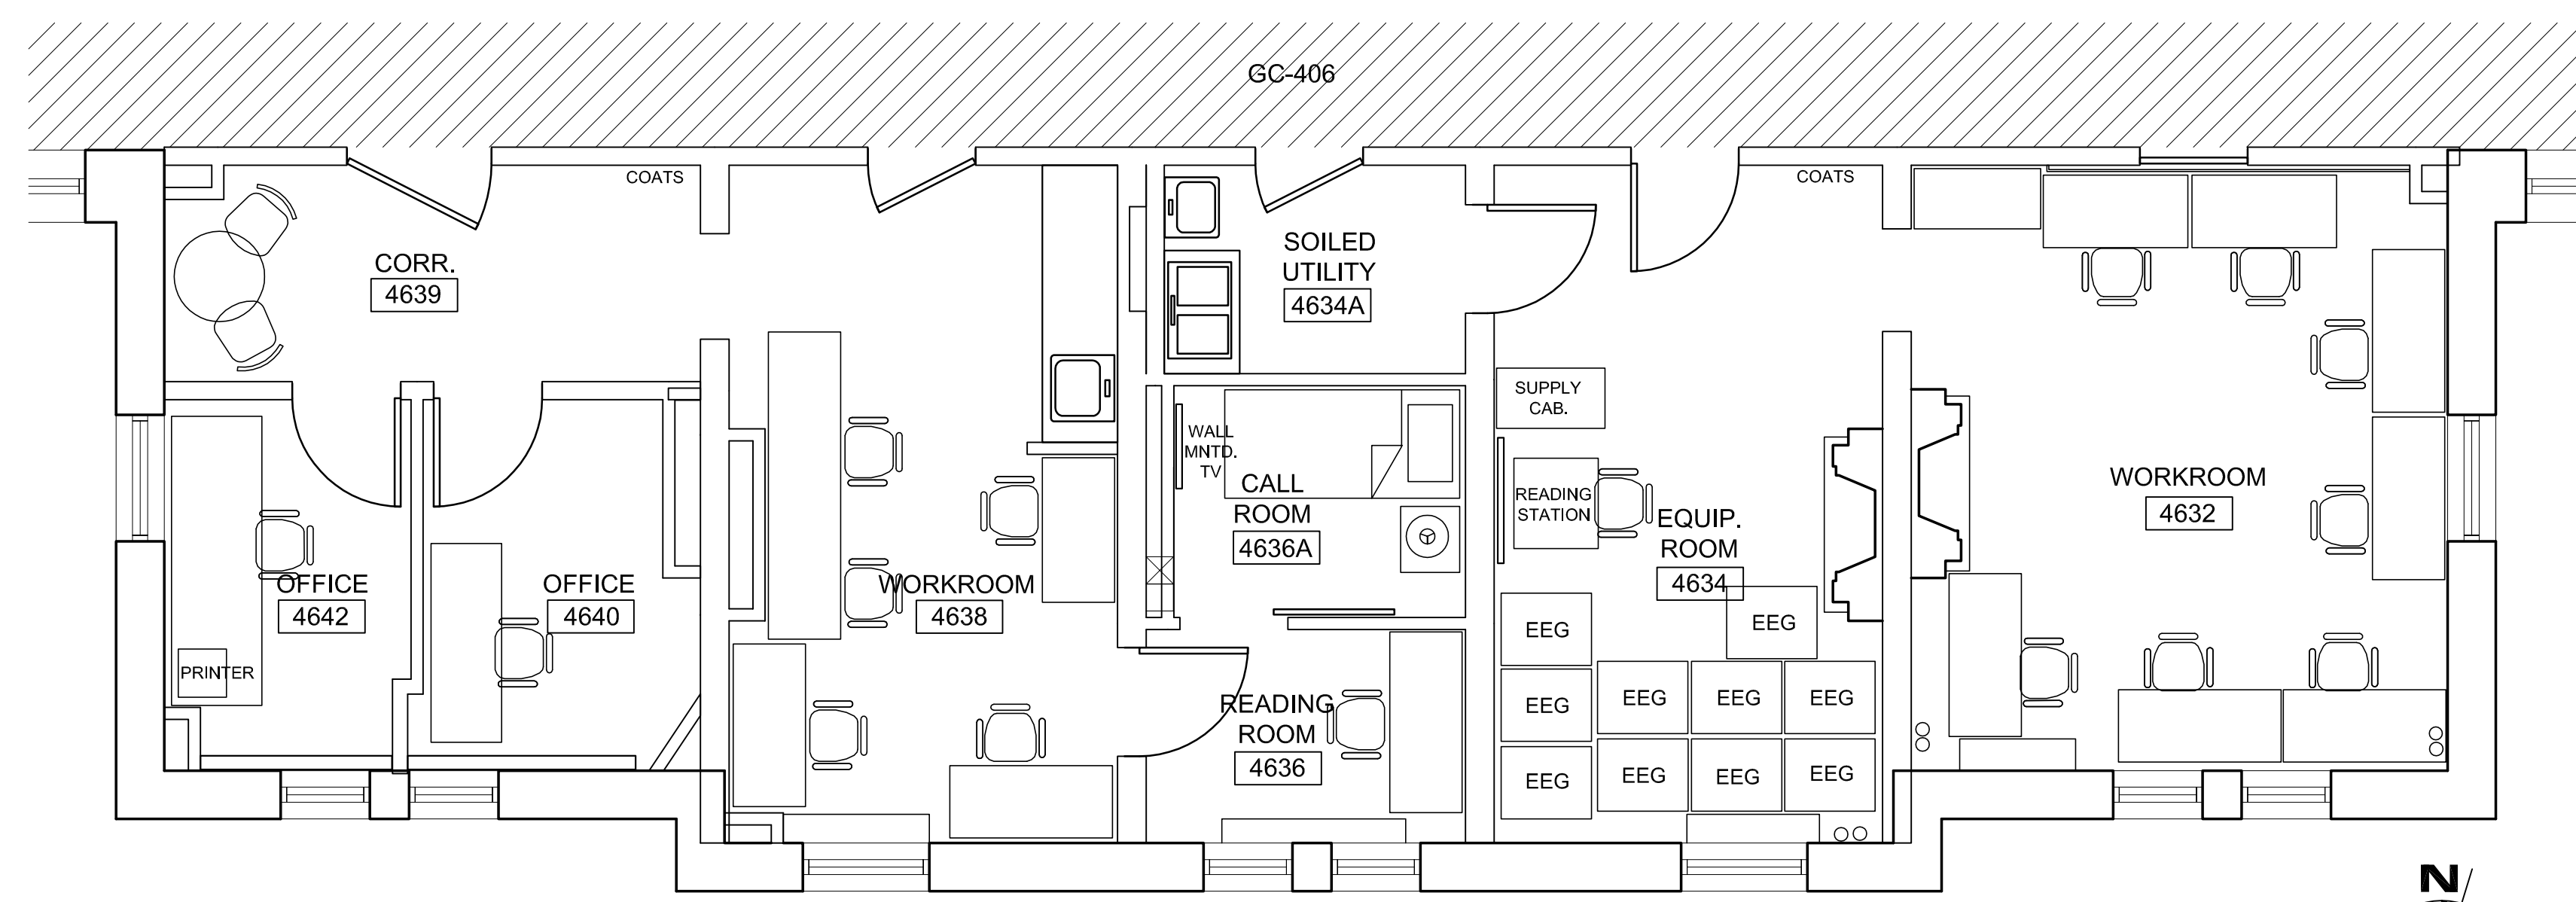 GC-406
COATS
COATS
CORR.
4639
SOILED
UTILITY
4634A
SUPPLY
CAB.
WALL
MNTD.
TV
CALL
ROOM
4636A
READING
STATION
EQUIP.
ROOM
4634
WORKROOM
4632
OFFICE
4642
OFFICE
4640
WORKROOM
4638
PRINTER
READING
ROOM
4636
EEG
EEG
EEG
EEG
EEG
EEG
EEG
EEG
EEG
EEG
N